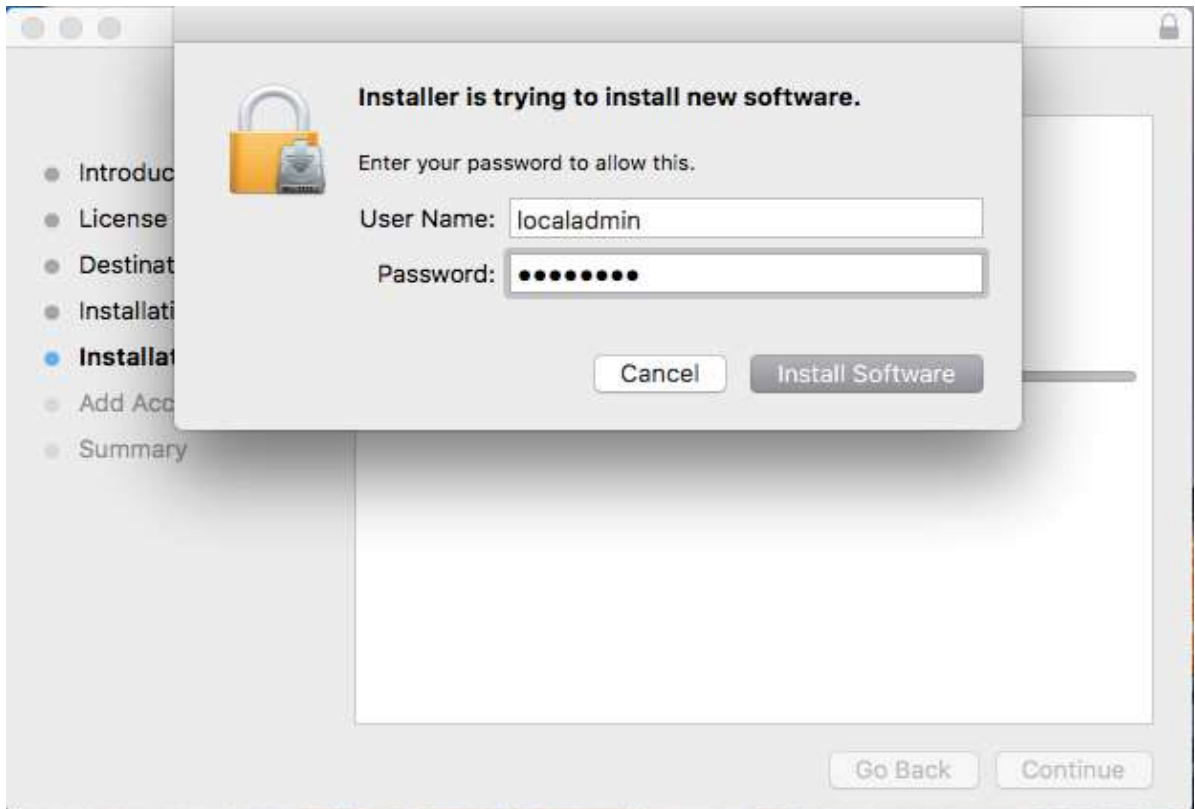 Installer is trying to install new software.
Enter your password to allow this.
User Name: localadmin
Password: ••••••••
Cancel Install Software
Introduc
License
Destinat
Installati
Installat
Add Acc
Summary
Go Back Continue